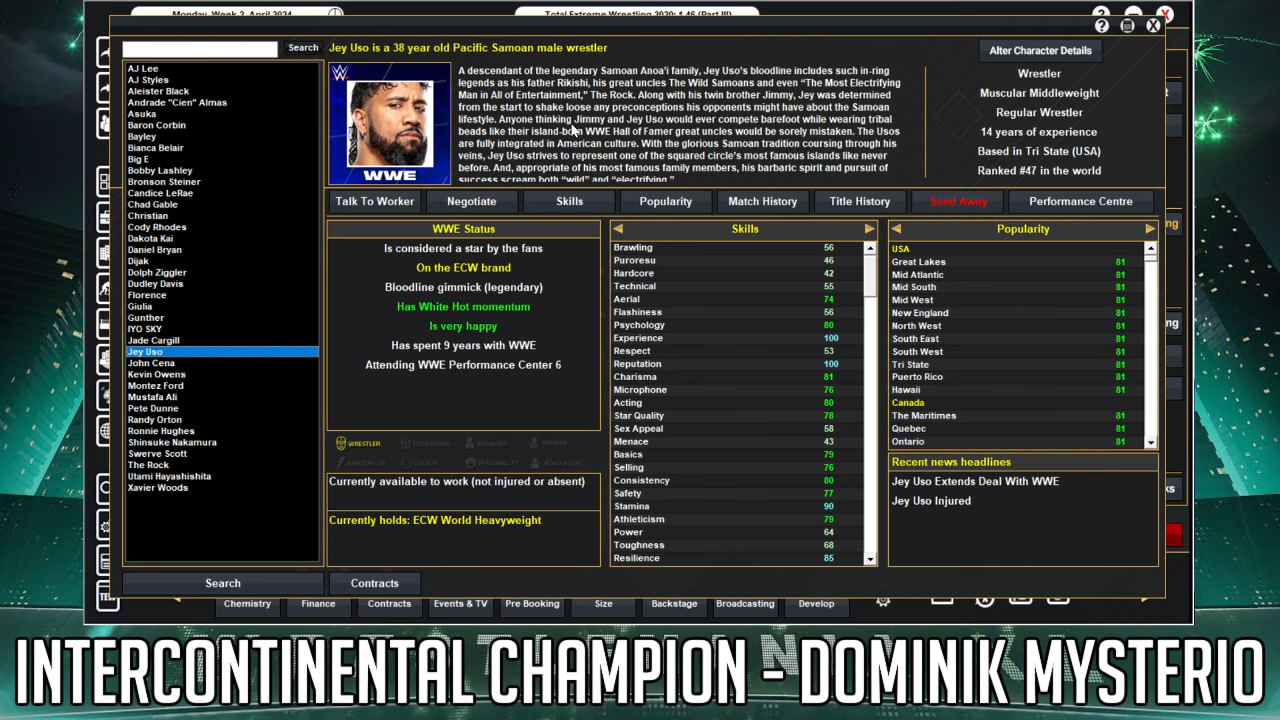 Monday, Week 2, April 2024
Total Extreme Wrestling 2020: 1.46 (Part III)
Search
Jey Uso is a 38 year old Pacific Samoan male wrestler
Alter Character Details
AJ Lee
AJ Styles
Aleister Black
Andrade "Cien" Almas
Asuka
Baron Corbin
Bayley
Bianca Belair
Big E
Bobby Lashley
Bronson Steiner
Candice LeRae
Chad Gable
Christian
Cody Rhodes
Dakota Kai
Daniel Bryan
Dijak
Dolph Ziggler
Dudley Davis
Florence
Giulia
Gunther
IYO SKY
Jade Cargill
Jey Uso
John Cena
Kevin Owens
Montez Ford
Mustafa Ali
Pete Dunne
Randy Orton
Ronnie Hughes
Shinsuke Nakamura
Swerve Scott
The Rock
Utami Hayashishita
Xavier Woods
WWE
A descendant of the legendary Samoan Anoa'i family, Jey Uso's bloodline includes such in-ring
legends as his father Rikishi, his great uncles The Wild Samoans and even "The Most Electrifying
Man in All of Entertainment," The Rock. Along with his twin brother Jimmy, Jey was determined
from the start to shake loose any preconceptions his opponents might have about the Samoan
lifestyle. Anyone thinking Jimmy and Jey Uso would ever compete barefoot while wearing tribal
beads like their island-born WWE Hall of Famer great uncles would be sorely mistaken. The Usos
are fully integrated in American culture. With the glorious Samoan tradition coursing through his
veins, Jey Uso strives to represent one of the squared circle's most famous islands like never
before. And, appropriate of his most famous family members, his barbaric spirit and pursuit of
success scream both "wild" and "electrifying."
Wrestler
Muscular Middleweight
Regular Wrestler
14 years of experience
Based in Tri State (USA)
Ranked #47 in the world
Talk To Worker
Negotiate
Skills
Popularity
Match History
Title History
Send Away
Performance Centre
WWE Status
Is considered a star by the fans
On the ECW brand
Bloodline gimmick (legendary)
Has White Hot momentum
Is very happy
Has spent 9 years with WWE
Attending WWE Performance Center 6
WRESTLER
OCCASIONAL
MANAGER
REFEREE
ANNOUNCER
COLOUR
PERSONALITY
ROAD AGENT
Currently available to work (not injured or absent)
Currently holds: ECW World Heavyweight
Skills
Brawling 56
Puroresu 46
Hardcore 42
Technical 55
Aerial 74
Flashiness 56
Psychology 80
Experience 100
Respect 53
Reputation 100
Charisma 81
Microphone 76
Acting 80
Star Quality 78
Sex Appeal 58
Menace 43
Basics 79
Selling 76
Consistency 80
Safety 77
Stamina 90
Athleticism 79
Power 64
Toughness 68
Resilience 85
Popularity
USA
Great Lakes 81
Mid Atlantic 81
Mid South 81
Mid West 81
New England 81
North West 81
South East 81
South West 81
Tri State 81
Puerto Rico 81
Hawaii 81
Canada
The Maritimes 81
Quebec 81
Ontario 81
Recent news headlines
Jey Uso Extends Deal With WWE
Jey Uso Injured
Search
Contracts
Chemistry
Finance
Contracts
Events & TV
Pre Booking
Size
Backstage
Broadcasting
Develop
INTERCONTINENTAL CHAMPION - DOMINIK MYSTERIO